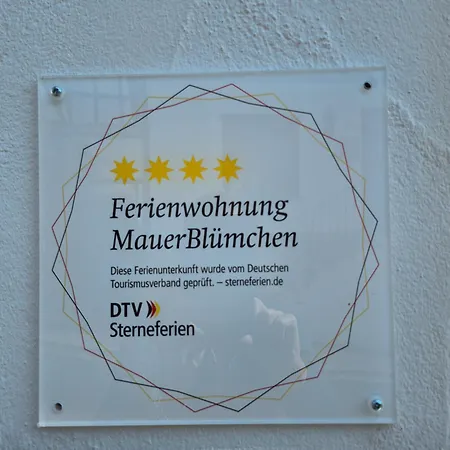 Ferienwohnung
MauerBlümchen
Diese Ferienunterkunft wurde vom Deutschen
Tourismusverband geprüft. – sterneferien.de
DTV
Sterneferien